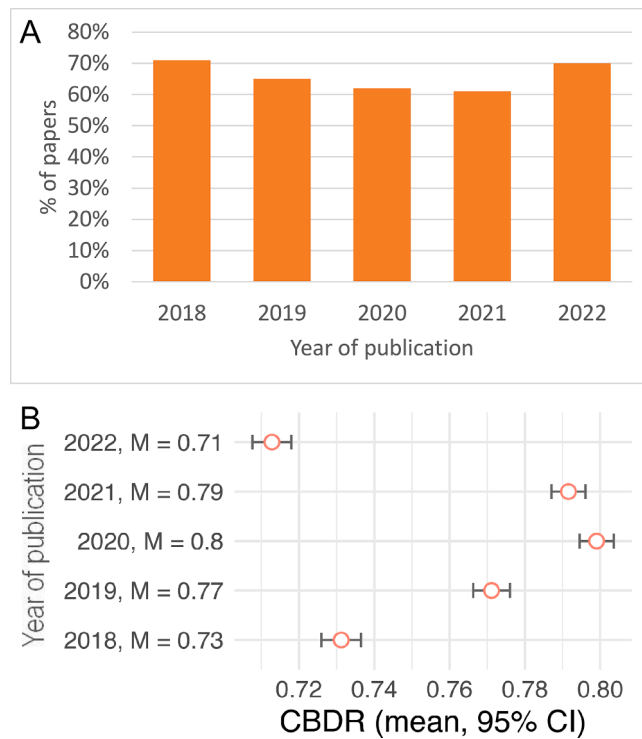 A
80%
70%
60%
50%
40%
30%
20%
10%
0%
% of papers
2018 2019 2020 2021 2022
Year of publication
B
Year of publication
2022, M = 0.71
2021, M = 0.79
2020, M = 0.8
2019, M = 0.77
2018, M = 0.73
0.72 0.74 0.76 0.78 0.80
CBDR (mean, 95% CI)